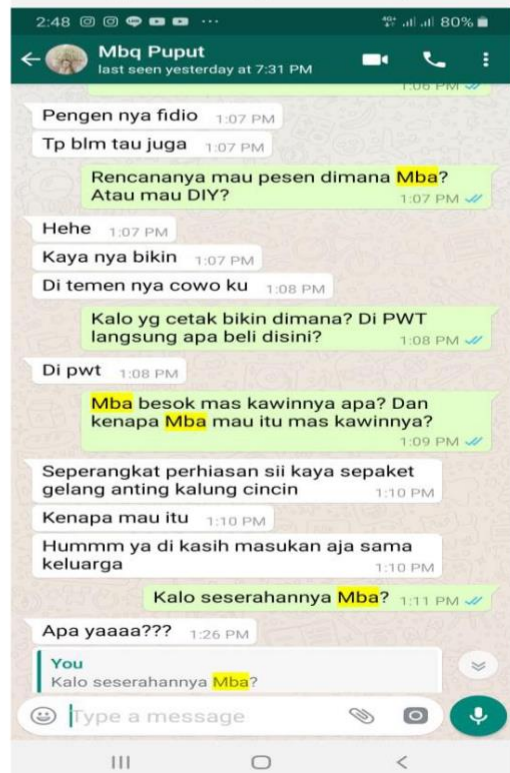 2:48 ... 4G+ 80%
Mbq Puput
last seen yesterday at 7:31 PM
1:06 PM
Pengen nya fidio 1:07 PM
Tp blm tau juga 1:07 PM
Rencananya mau pesen dimana Mba?
Atau mau DIY? 1:07 PM
Hehe 1:07 PM
Kaya nya bikin 1:07 PM
Di temen nya cowo ku 1:08 PM
Kalo yg cetak bikin dimana? Di PWT
langsung apa beli disini? 1:08 PM
Di pwt 1:08 PM
Mba besok mas kawinnya apa? Dan
kenapa Mba mau itu mas kawinnya?
1:09 PM
Seperangkat perhiasan sii kaya sepaket
gelang anting kalung cincin 1:10 PM
Kenapa mau itu 1:10 PM
Hummm ya di kasih masukan aja sama
keluarga 1:10 PM
Kalo seserahannya Mba? 1:11 PM
Apa yaaaa??? 1:26 PM
You
Kalo seserahannya Mba?
Type a message